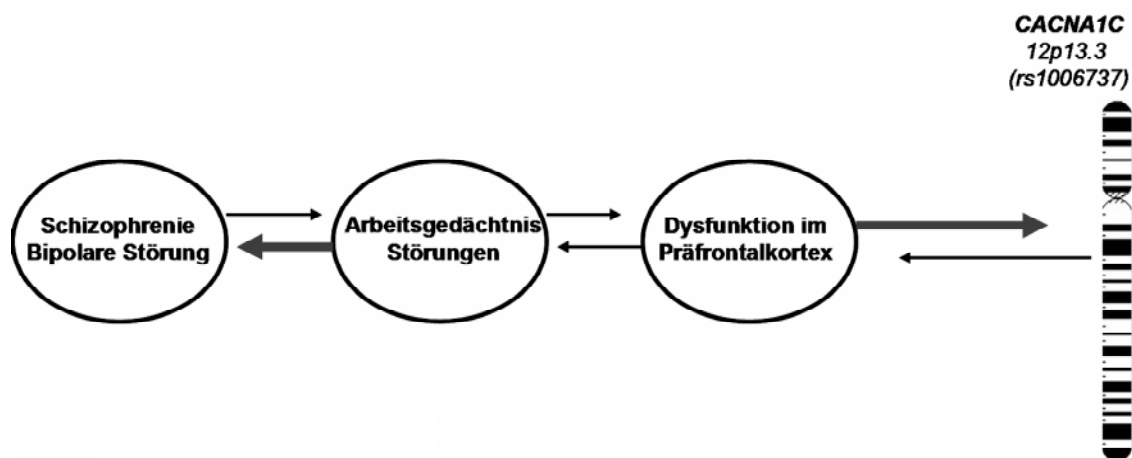 CACNA1C
12p13.3
(rs1006737)
Schizophrenie
Bipolare Störung
Arbeitsgedächtnis
Störungen
Dysfunktion im
Präfrontalkortex